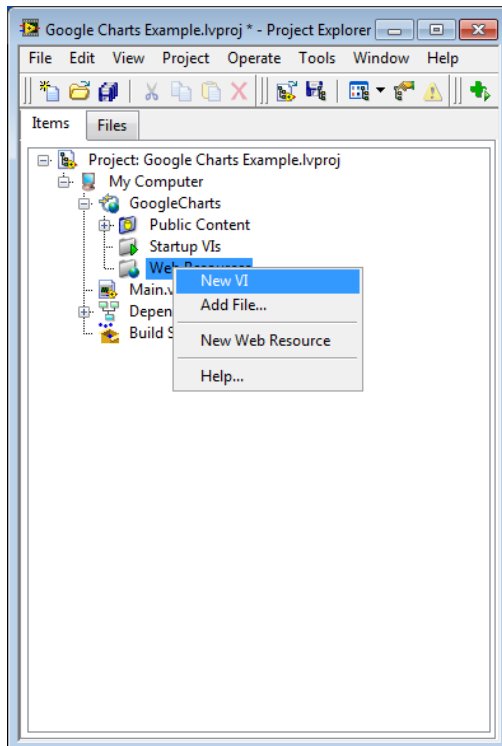 Google Charts Example.lvproj * - Project Explorer
File Edit View Project Operate Tools Window Help
Items Files
Project: Google Charts Example.lvproj
My Computer
GoogleCharts
Public Content
Startup VIs
New VI
Add File...
New Web Resource
Help...